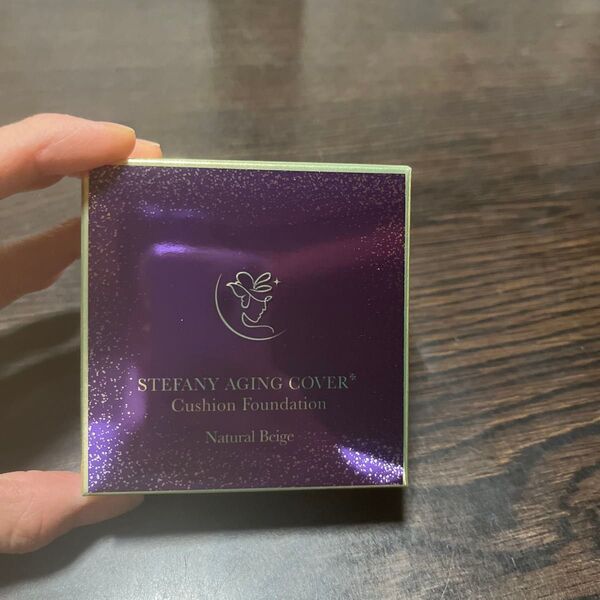 STEFANY AGING COVER※
Cushion Foundation
Natural Beige